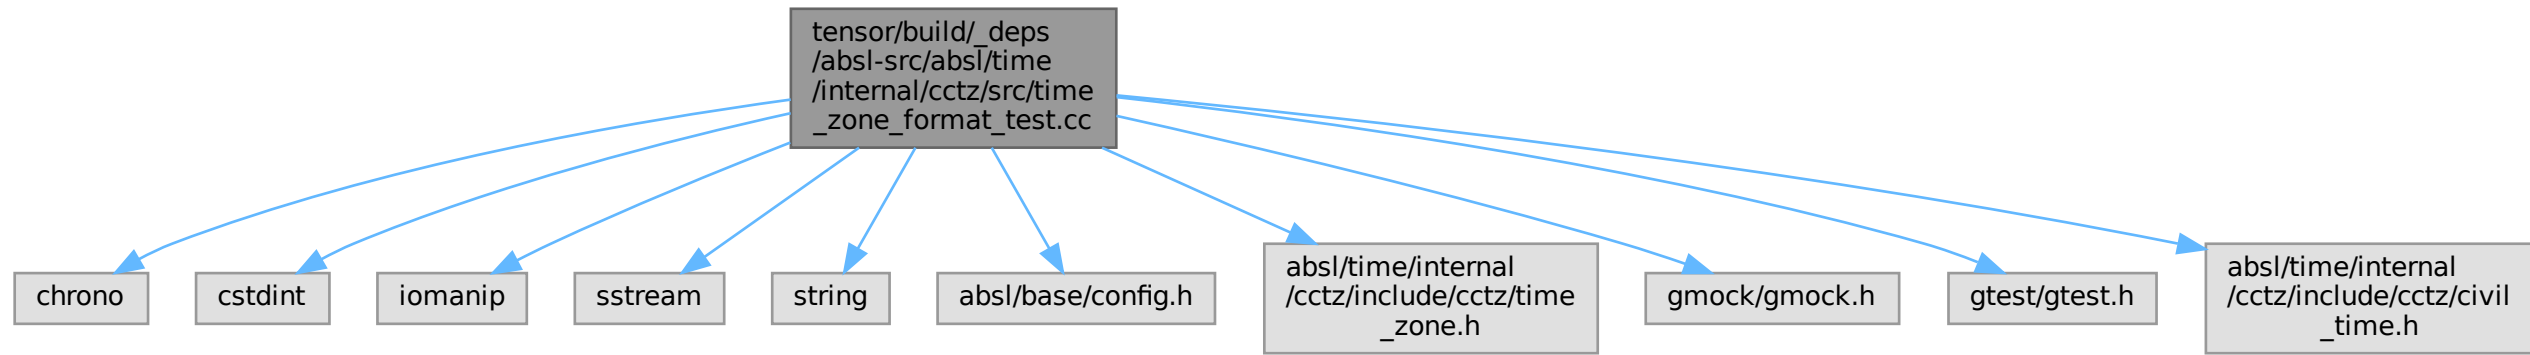 tensor/build/_deps
/absl-src/absl/time
/internal/cctz/src/time
_zone_format_test.cc
chrono
cstdint
iomanip
sstream
string
absl/base/config.h
absl/time/internal
/cctz/include/cctz/time
_zone.h
gmock/gmock.h
gtest/gtest.h
absl/time/internal
/cctz/include/cctz/civil
_time.h